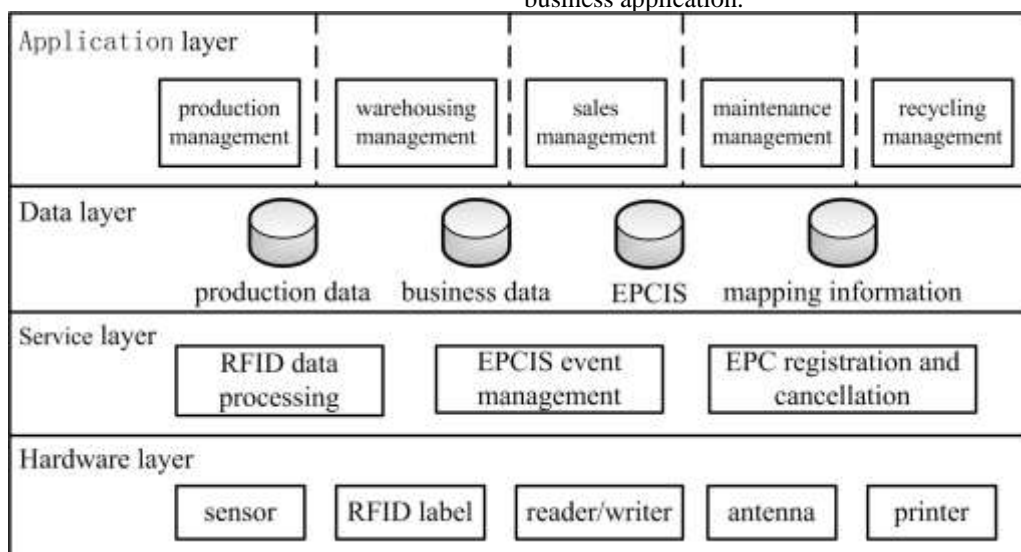 business application.
Application layer
production
management
warehousing
management
sales
management
maintenance
management
recycling
management
Data layer
production data
business data
EPCIS
mapping information
Service layer
RFID data
processing
EPCIS event
management
EPC registration and
cancellation
Hardware layer
sensor
RFID label
reader/writer
antenna
printer